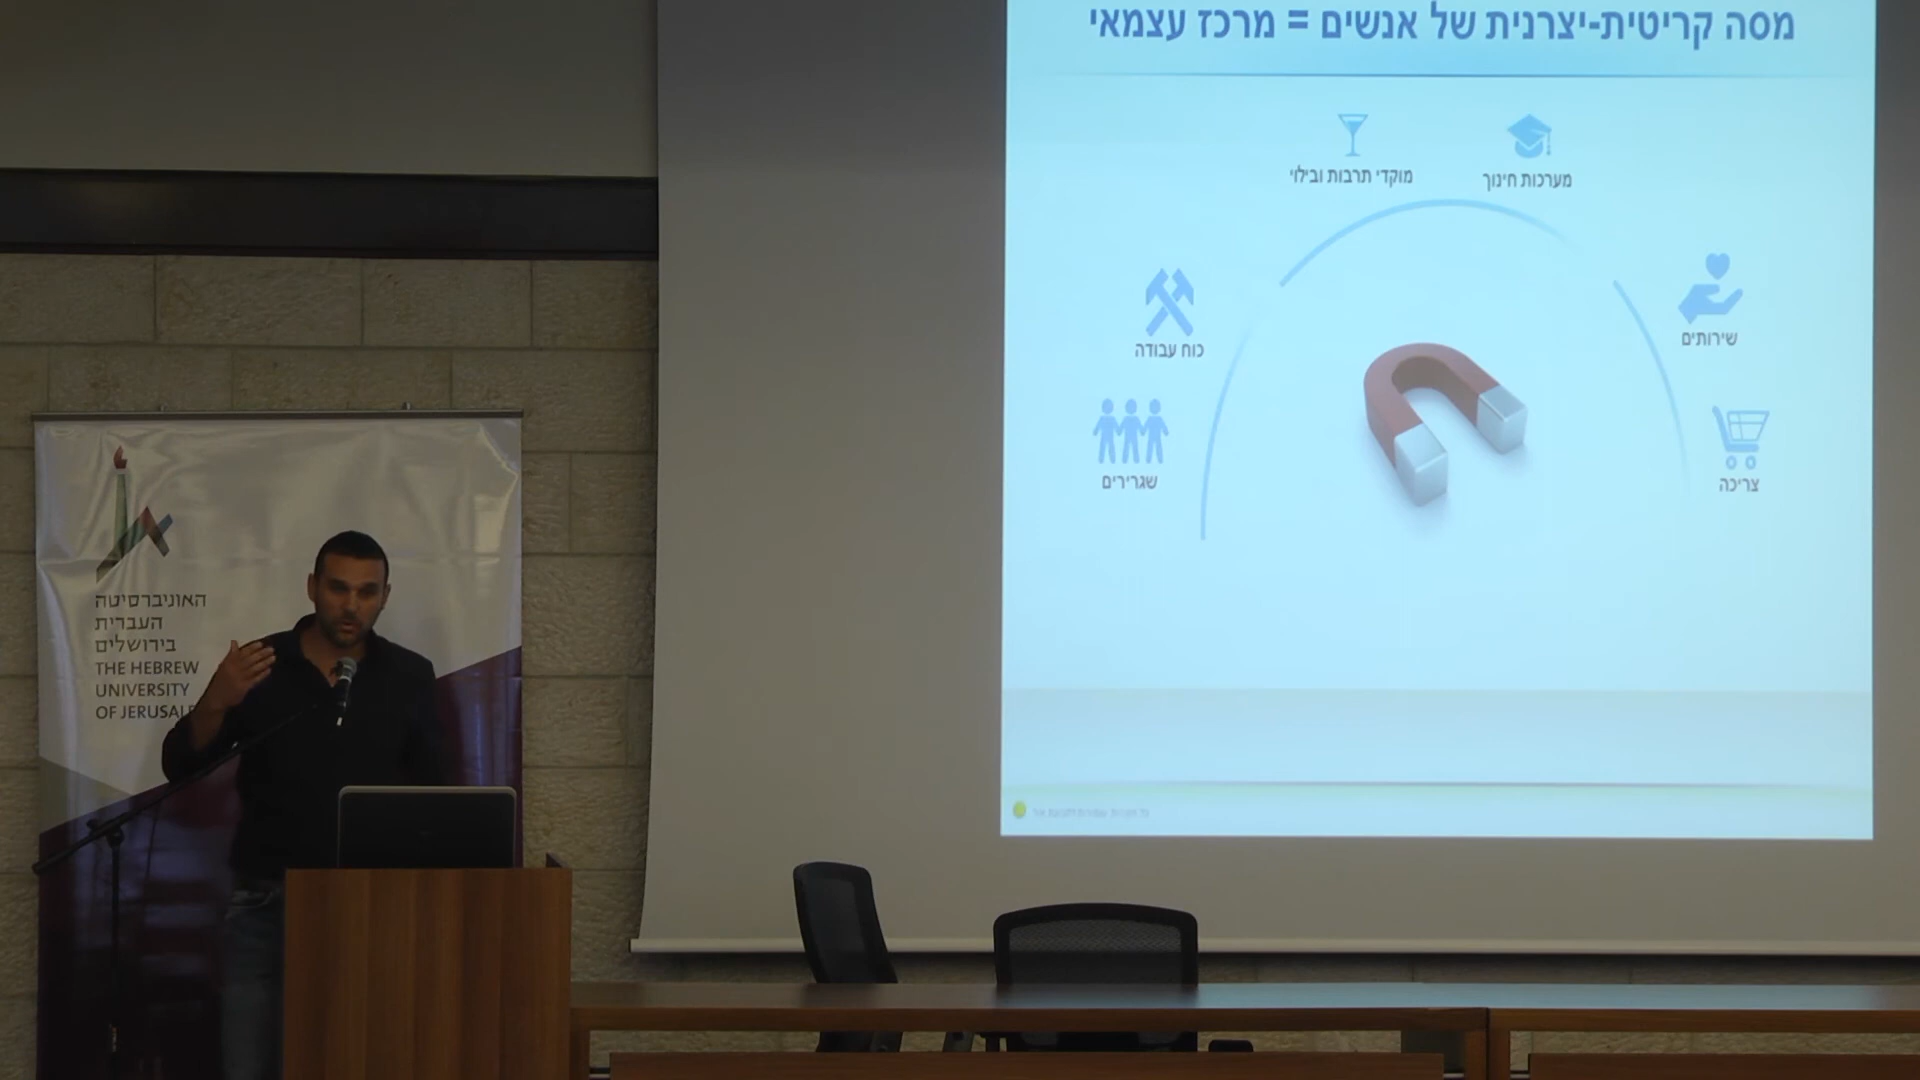 מסה קריטית-יצרנית של אנשים = מרכז עצמאי
מערכות חינוך
מוקדי תרבות ובילוי
שירותים
כוח עבודה
צריכה
שגרירים
האוניברסיטה
העברית
בירושלים
THE HEBREW
UNIVERSITY
OF JERUSALE